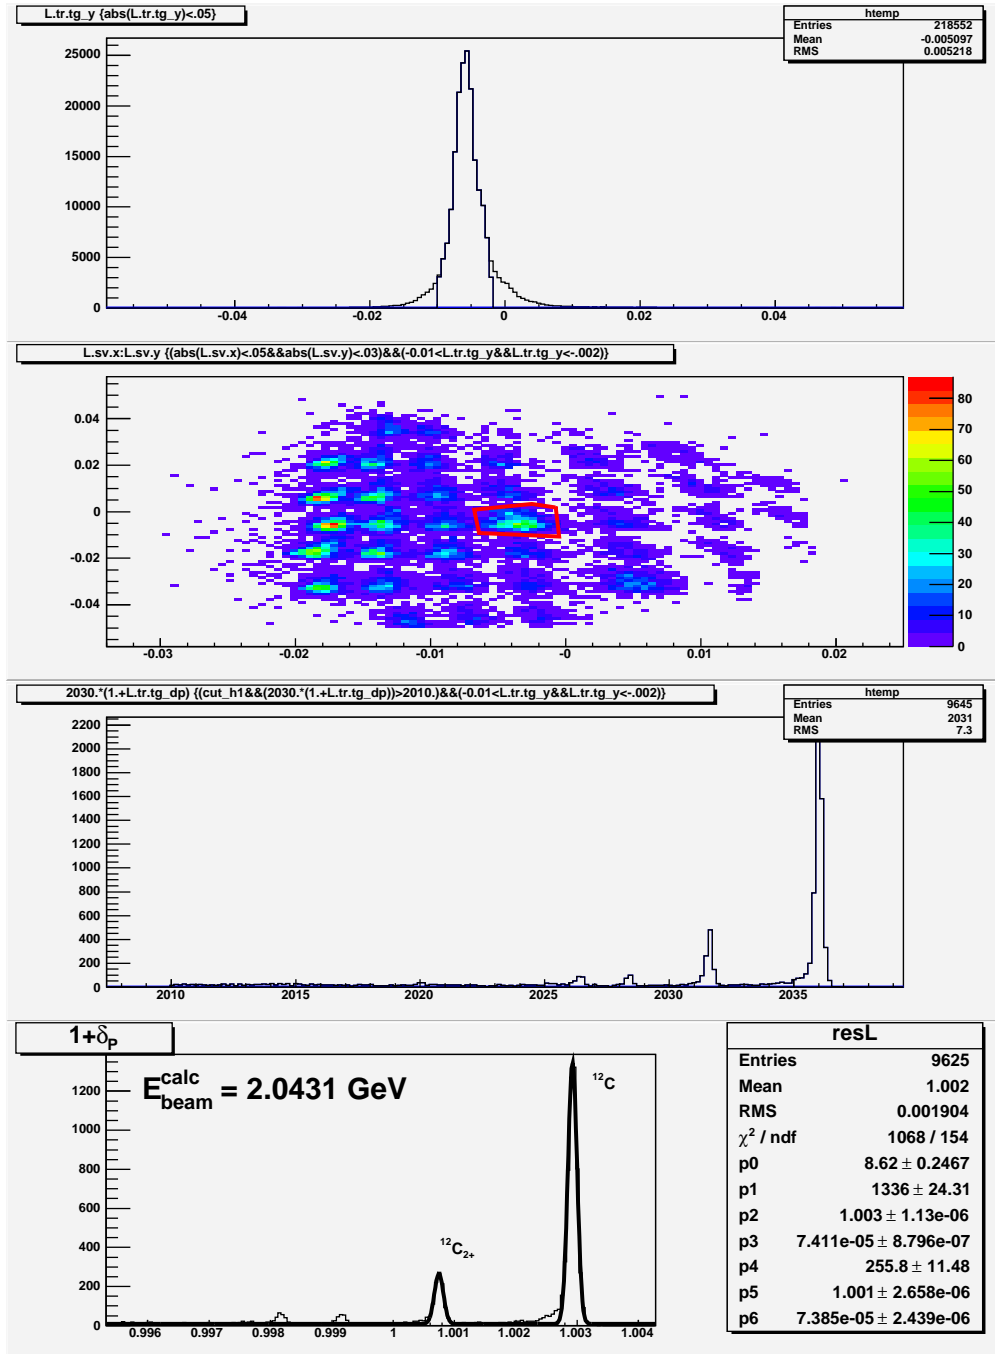 L.tr.tg_y {abs(L.tr.tg_y)<.05}
htemp
Entries 218552
Mean -0.005097
RMS 0.005218
25000
20000
15000
10000
5000
0
-0.04 -0.02 0 0.02 0.04
L.sv.x:L.sv.y {(abs(L.sv.x)<.05&&abs(L.sv.y)<.03)&&(-0.01<L.tr.tg_y&&L.tr.tg_y<-.002)}
0.04
0.02
0
-0.02
-0.04
-0.03 -0.02 -0.01 -0 0.01 0.02
80
70
60
50
40
30
20
10
0
2030.*(1.+L.tr.tg_dp) {(cut_h1&&(2030.*(1.+L.tr.tg_dp))>2010.)&&(-0.01<L.tr.tg_y&&L.tr.tg_y<-.002)}
htemp
Entries 9645
Mean 2031
RMS 7.3
2200
2000
1800
1600
1400
1200
1000
800
600
400
200
0
2010 2015 2020 2025 2030 2035
1+δP
E calc beam = 2.0431 GeV
12C
12C2+
1200
1000
800
600
400
200
0
0.996 0.997 0.998 0.999 1 1.001 1.002 1.003 1.004
resL
Entries 9625
Mean 1.002
RMS 0.001904
χ2 / ndf 1068 / 154
p0 8.62 ± 0.2467
p1 1336 ± 24.31
p2 1.003 ± 1.13e-06
p3 7.411e-05 ± 8.796e-07
p4 255.8 ± 11.48
p5 1.001 ± 2.658e-06
p6 7.385e-05 ± 2.439e-06